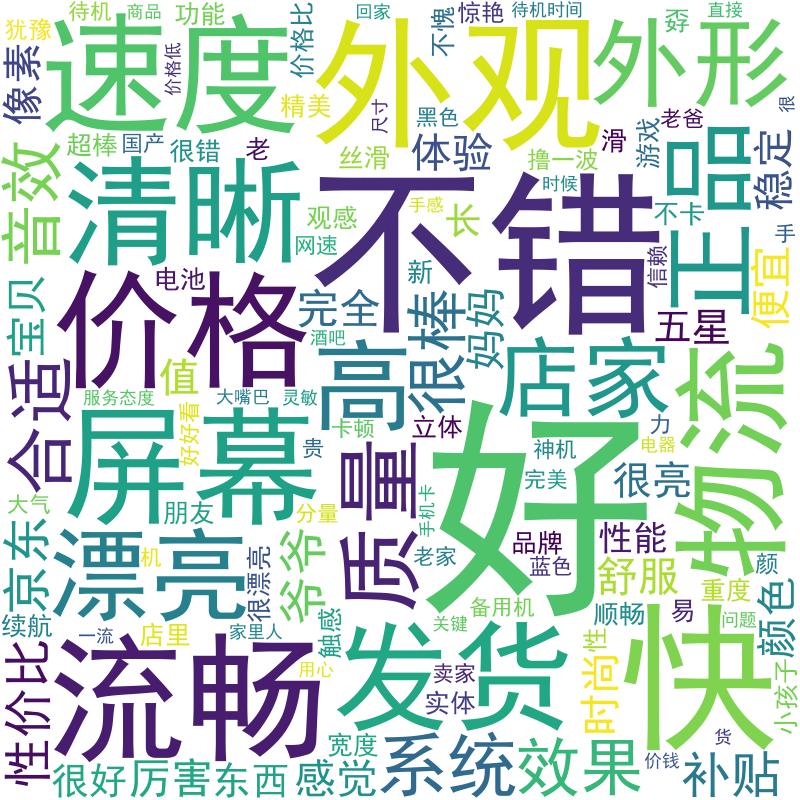 待机
商品
功能
价格比
回家
不愧
惊艳
待机时间
好
直接
犹豫
像素
速度
价格低
外观
外形
精美
尺寸
黑色
老爸
很
超棒
国产
很错
老
丝滑
体验
撸一波
滑
游戏
正品
稳定
音效
清晰
不错
时候
手感
观感
长
不卡
网速
手
信赖
便宜
宝贝
电池
价格
新
完全
很棒
妈妈
五星
酒吧
合适
值
高
店家
物流
服务态度
大嘴巴
灵敏
好好看
屏幕
贵
卡顿
立体
好
力
电器
神机
质量
完美
很亮
大气
朋友
分量
手机卡
京东
漂亮
机
很漂亮
爷爷
老家
品牌
性能
蓝色
舒服
重度
颜
颜色
续航
一流
店里
家里人
触感
关键
备用机
顺畅
易
问题
性
快
性价比
流畅
用心
发货
卖家
实体
时尚
小孩子
宽度
货
价钱
很好
厉害
东西
感觉
系统
效果
补贴